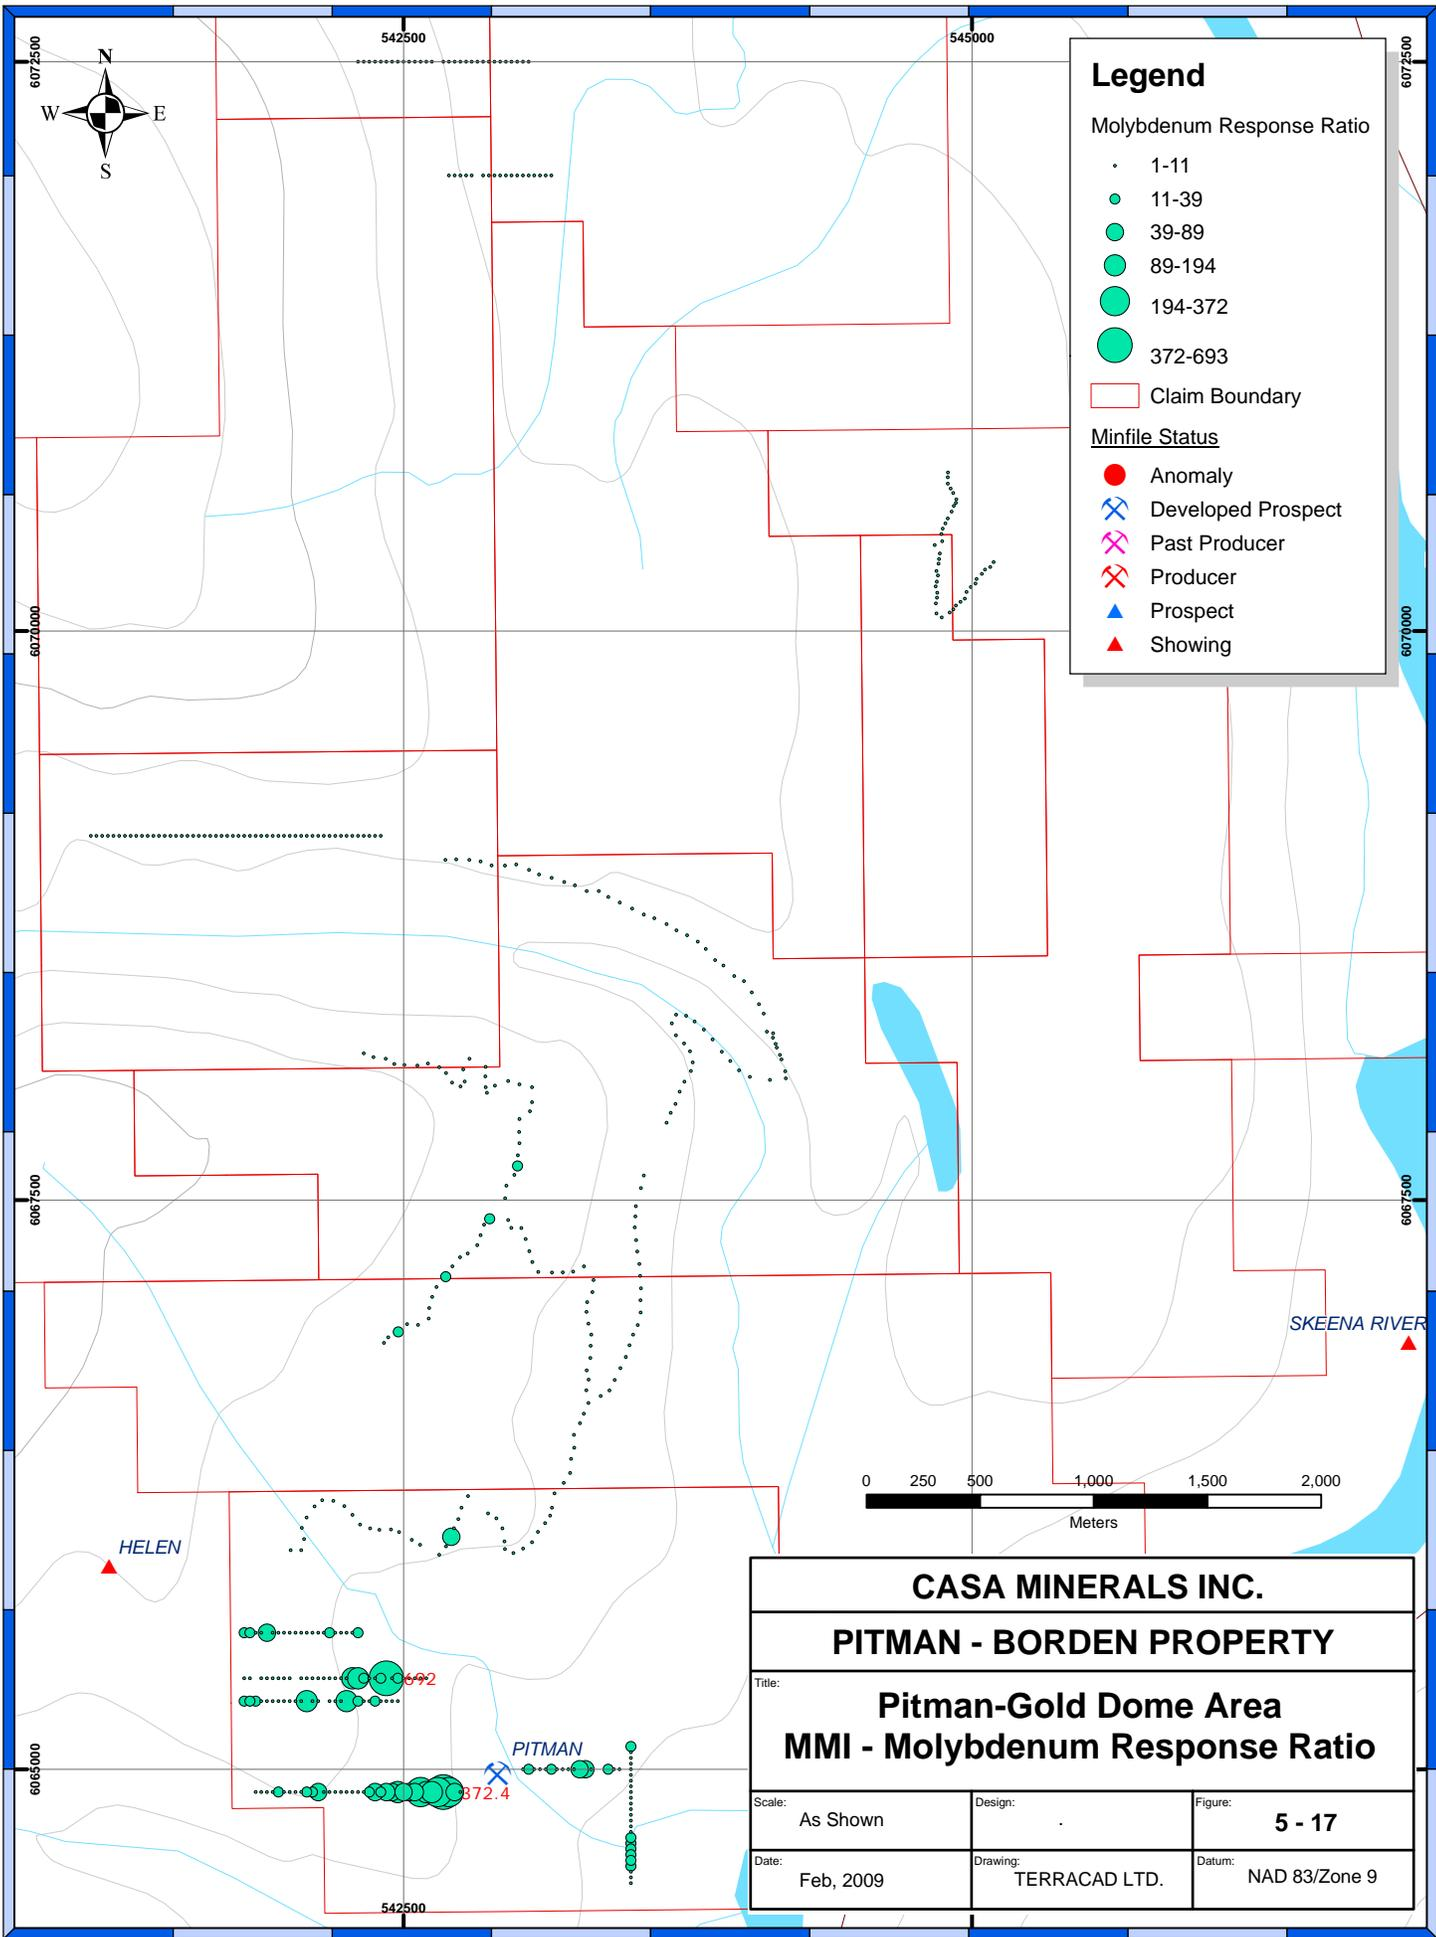 542500
545000
6072500
6072500
N
W E
S
Legend
Molybdenum Response Ratio
1-11
11-39
39-89
89-194
194-372
372-693
Claim Boundary
Minfile Status
Anomaly
Developed Prospect
Past Producer
Producer
Prospect
Showing
6070000
6070000
6067500
6067500
SKEENA RIVER
0 250 500 1,000 1,500 2,000
Meters
HELEN
692
PITMAN
372.4
6065000
542500
CASA MINERALS INC.
PITMAN - BORDEN PROPERTY
Title:
Pitman-Gold Dome Area
MMI - Molybdenum Response Ratio
Scale: As Shown
Design: .
Figure: 5 - 17
Date: Feb, 2009
Drawing: TERRACAD LTD.
Datum: NAD 83/Zone 9